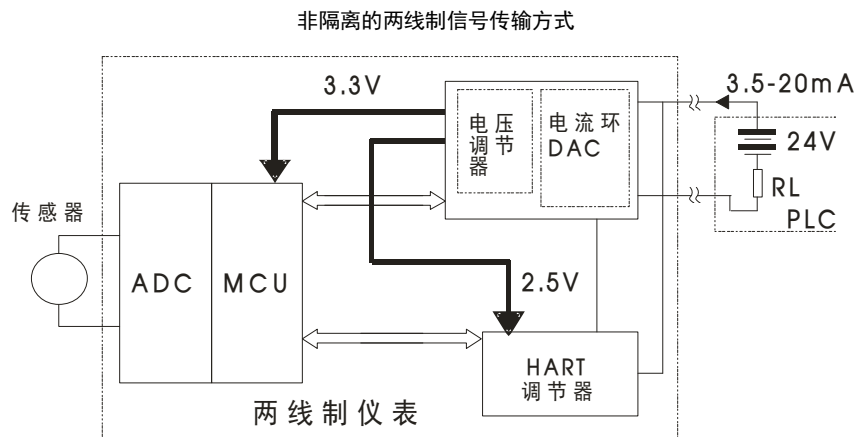 非隔离的两线制信号传输方式
3.3V
3.5-20mA
电压
调节
器
电流环
DAC
24V
RL
PLC
传感器
ADC
MCU
2.5V
HART
调节器
两线制仪表